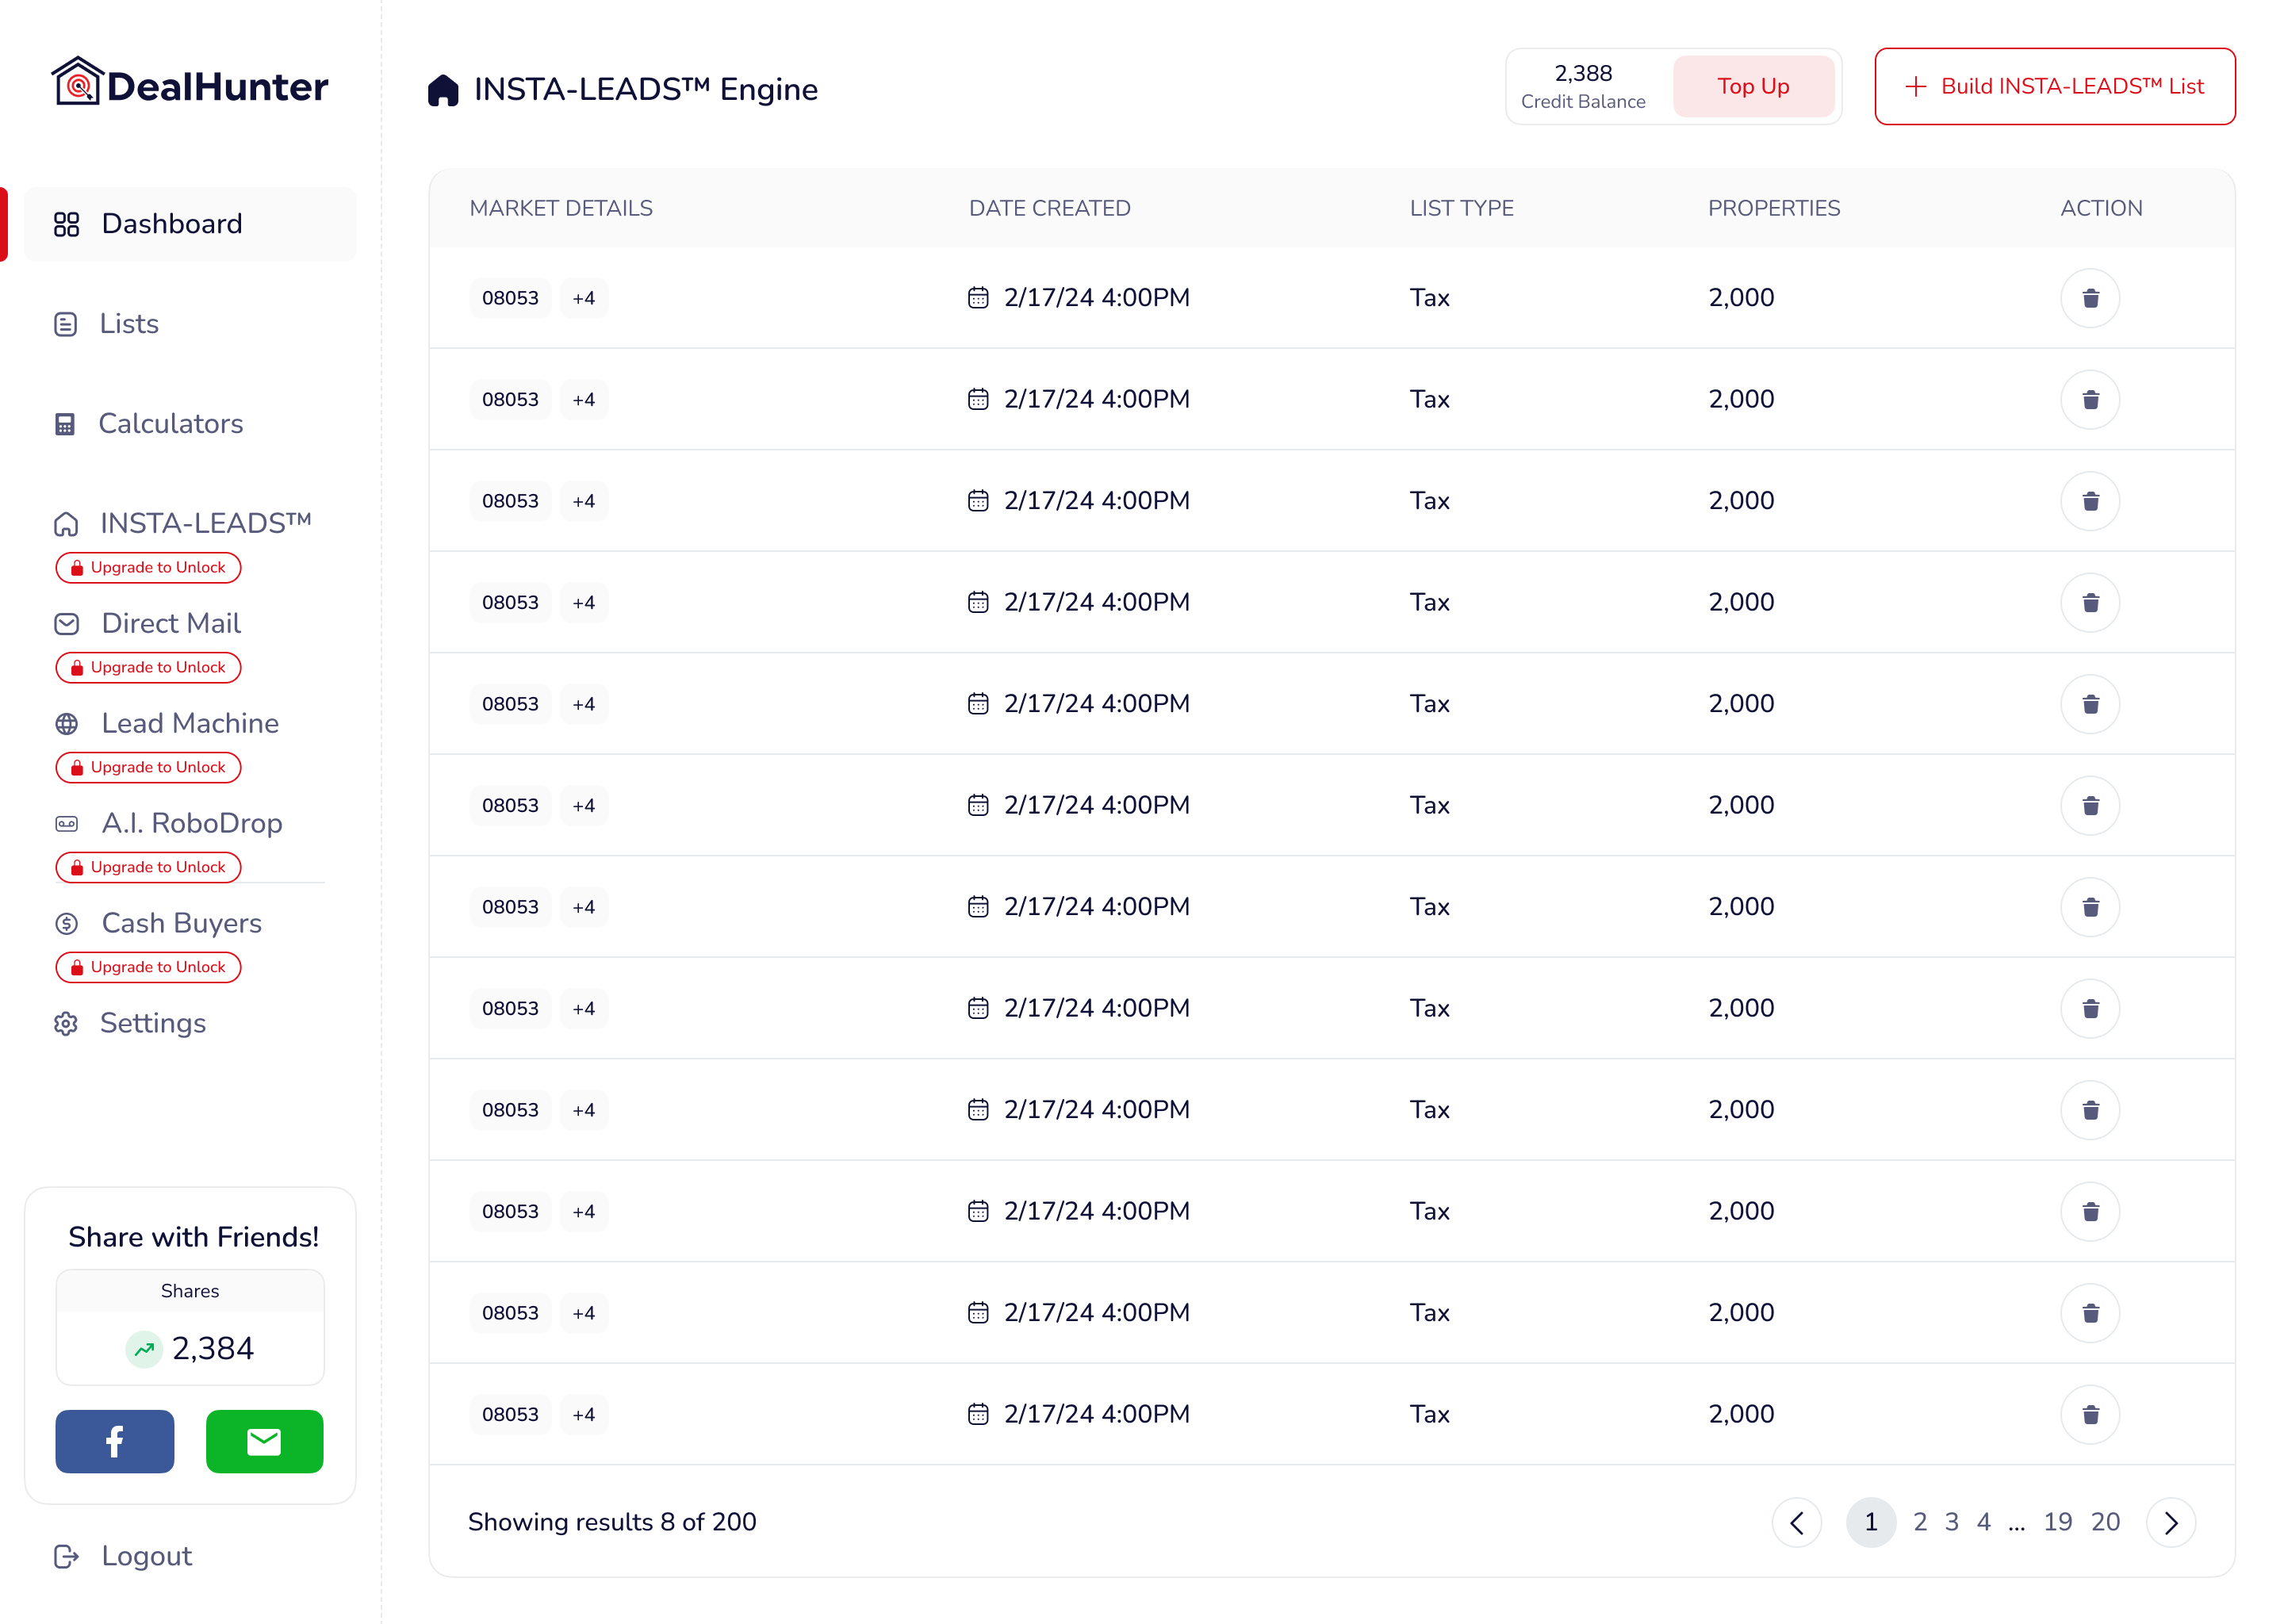 DealHunter
Dashboard
Lists
Calculators
INSTA-LEADS™
Upgrade to Unlock
Direct Mail
Upgrade to Unlock
Lead Machine
Upgrade to Unlock
A.I. RoboDrop
Upgrade to Unlock
Cash Buyers
Upgrade to Unlock
Settings
Share with Friends!
Shares
2,384
Logout
INSTA-LEADS™ Engine
2,388
Credit Balance
Top Up
Build INSTA-LEADS™ List
MARKET DETAILS DATE CREATED LIST TYPE PROPERTIES ACTION
08053 +4 2/17/24 4:00PM Tax 2,000
08053 +4 2/17/24 4:00PM Tax 2,000
08053 +4 2/17/24 4:00PM Tax 2,000
08053 +4 2/17/24 4:00PM Tax 2,000
08053 +4 2/17/24 4:00PM Tax 2,000
08053 +4 2/17/24 4:00PM Tax 2,000
08053 +4 2/17/24 4:00PM Tax 2,000
08053 +4 2/17/24 4:00PM Tax 2,000
08053 +4 2/17/24 4:00PM Tax 2,000
08053 +4 2/17/24 4:00PM Tax 2,000
08053 +4 2/17/24 4:00PM Tax 2,000
08053 +4 2/17/24 4:00PM Tax 2,000
Showing results 8 of 200 1 2 3 4 ... 19 20